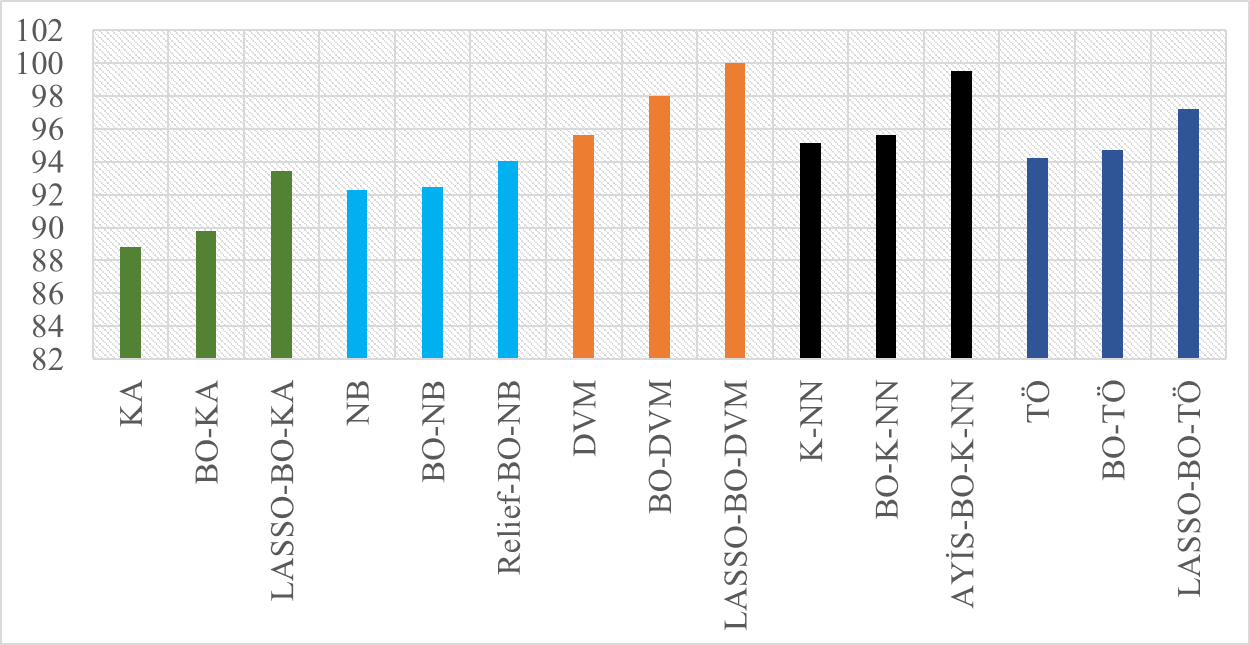 102
100
98
96
94
92
90
88
86
84
82
KA
BO-KA
LASSO-BO-KA
NB
BO-NB
Relief-BO-NB
DVM
BO-DVM
LASSO-BO-DVM
K-NN
BO-K-NN
AYİS-BO-K-NN
TÖ
BO-TÖ
LASSO-BO-TÖ